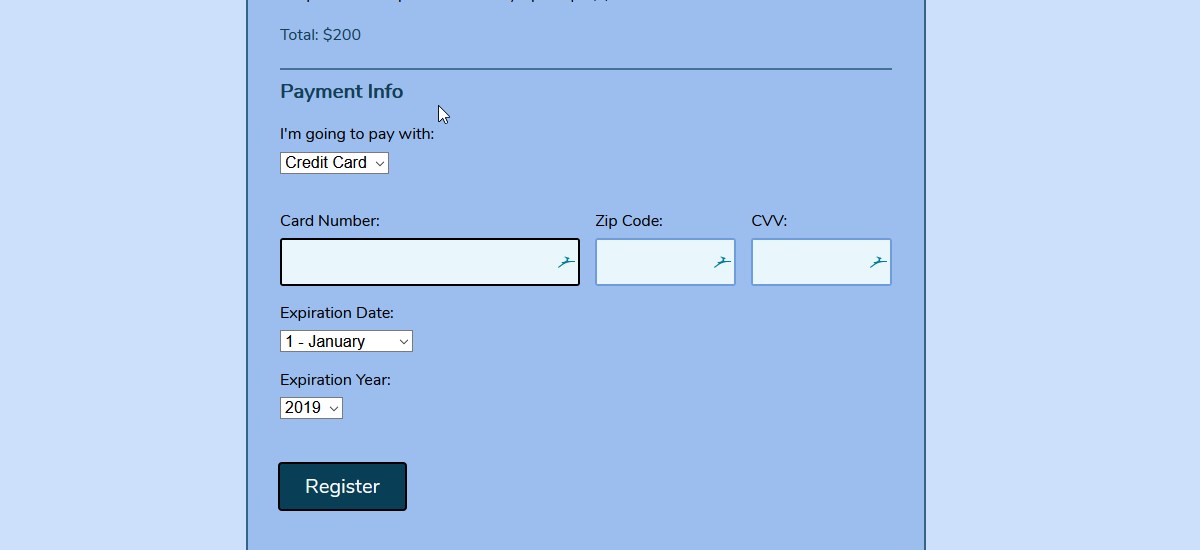 Total: $200
Payment Info
I'm going to pay with:
Credit Card
Card Number: Zip Code: CVV:
Expiration Date:
1 - January
Expiration Year:
2019
Register